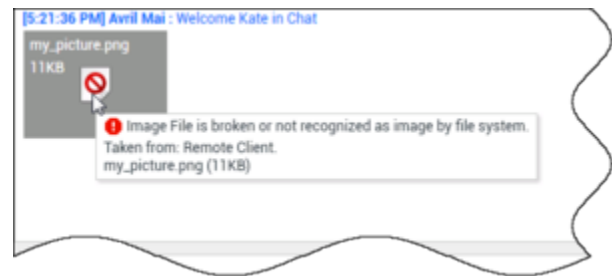 [5:21:36 PM] Avril Mai : Welcome Kate in Chat
my_picture.png
11KB
Image File is broken or not recognized as image by file system.
Taken from: Remote Client.
my_picture.png (11KB)